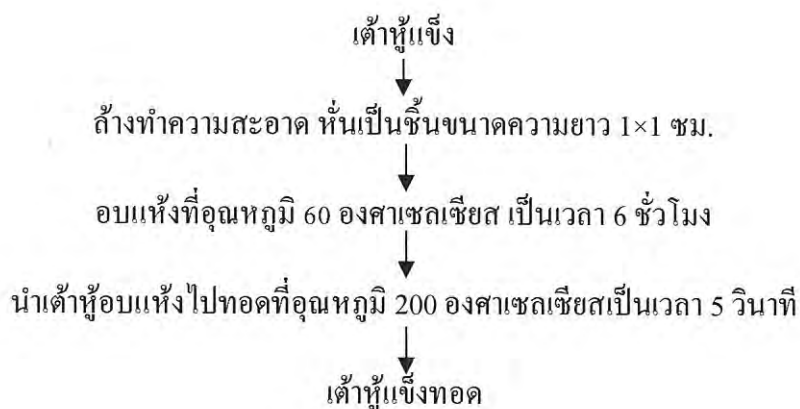 เต้าหู้แข็ง
ล้างทำความสะอาด หั่นเป็นชิ้นขนาดความยาว 1×1 ซม.
อบแห้งที่อุณหภูมิ 60 องศาเซลเซียส เป็นเวลา 6 ชั่วโมง
นำเต้าหู้อบแห้งไปทอดที่อุณหภูมิ 200 องศาเซลเซียสเป็นเวลา 5 วินาที
เต้าหู้แข็งทอด